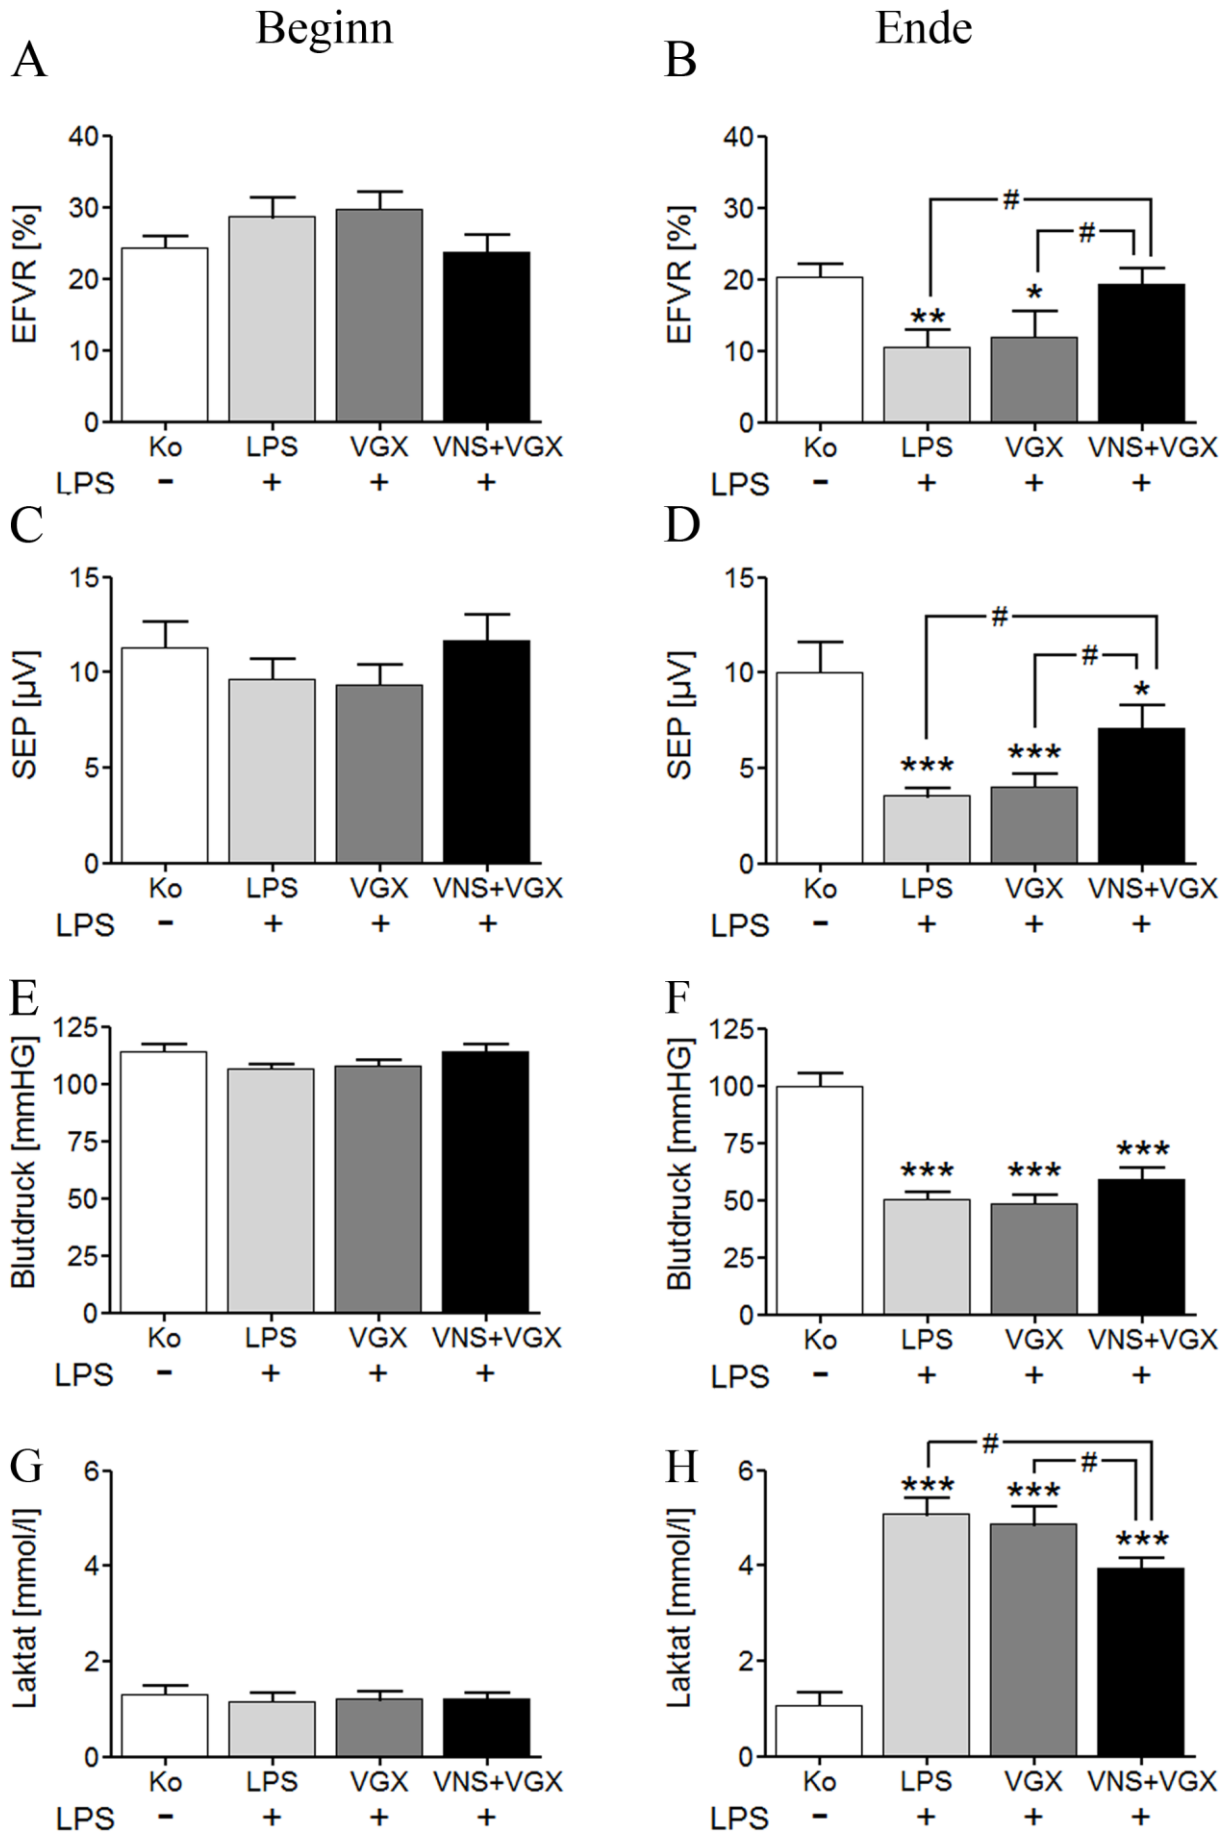 Beginn
Ende
A
EFVR [%]
40
30
20
10
0
Ko LPS VGX VNS+VGX
LPS - + + +
B
EFVR [%]
40
30
20
10
0
#
#
** *
Ko LPS VGX VNS+VGX
LPS - + + +
C
SEP [µV]
15
10
5
0
Ko LPS VGX VNS+VGX
LPS - + + +
D
SEP [µV]
15
10
5
0
#
#
*** *** *
Ko LPS VGX VNS+VGX
LPS - + + +
E
Blutdruck [mmHG]
125
100
75
50
25
0
Ko LPS VGX VNS+VGX
LPS - + + +
F
Blutdruck [mmHG]
125
100
75
50
25
0
*** *** ***
Ko LPS VGX VNS+VGX
LPS - + + +
G
Laktat [mmol/l]
6
4
2
0
Ko LPS VGX VNS+VGX
LPS - + + +
H
Laktat [mmol/l]
6
4
2
0
#
#
*** *** ***
Ko LPS VGX VNS+VGX
LPS - + + +